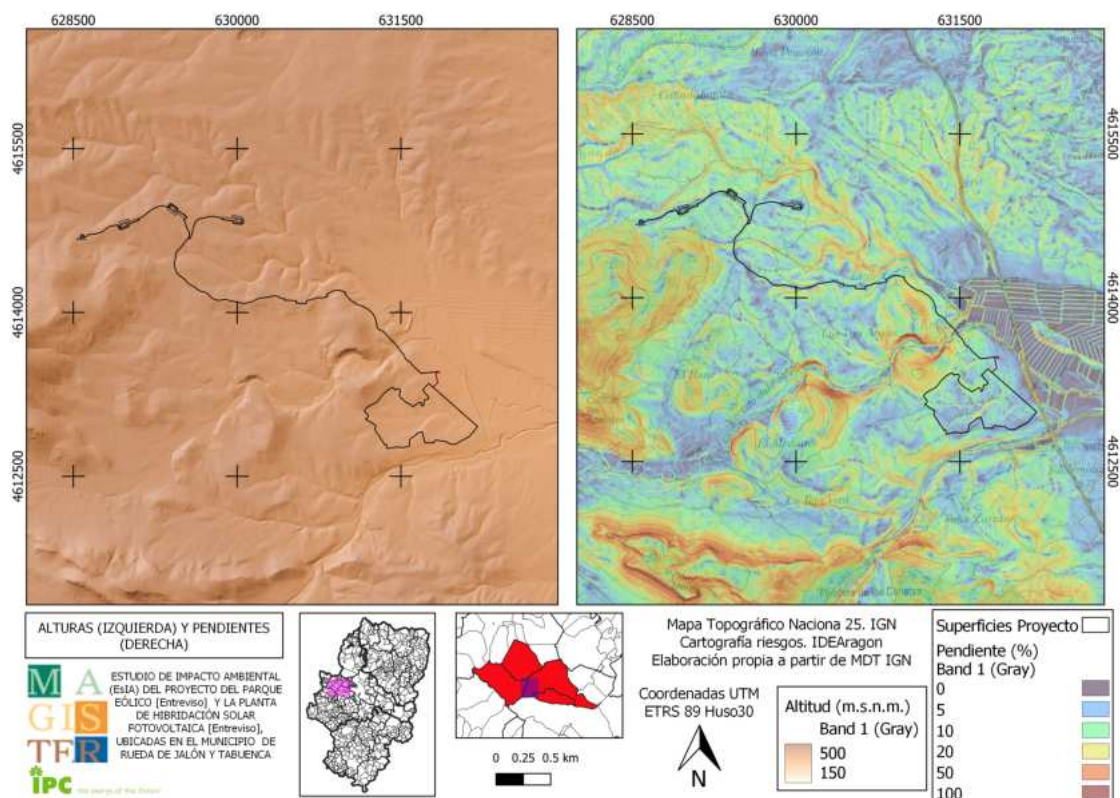 628500 630000 631500
628500 630000 631500
4615500
4615500
4614000
4614000
4612500
4612500
ALTURAS (IZQUIERDA) Y PENDIENTES
(DERECHA)
M A
GIS
TER
IPC
ESTUDIO DE IMPACTO AMBIENTAL
(EsIA) DEL PROYECTO DEL PARQUE
EÓLICO [Entreviso] Y LA PLANTA
DE HIBRIDACIÓN SOLAR
FOTOVOLTAICA [Entreviso],
UBICADAS EN EL MUNICIPIO DE
RUEDA DE JALÓN Y TABUENCA
0 0.25 0.5 km
Mapa Topográfico Naciona 25. IGN
Cartografía riesgos. IDEAragon
Elaboración propia a partir de MDT IGN
Coordenadas UTM
ETRS 89 Huso30
N
Altitud (m.s.n.m.)
Band 1 (Gray)
500
150
Superficies Proyecto
Pendiente (%)
Band 1 (Gray)
0
5
10
20
50
100